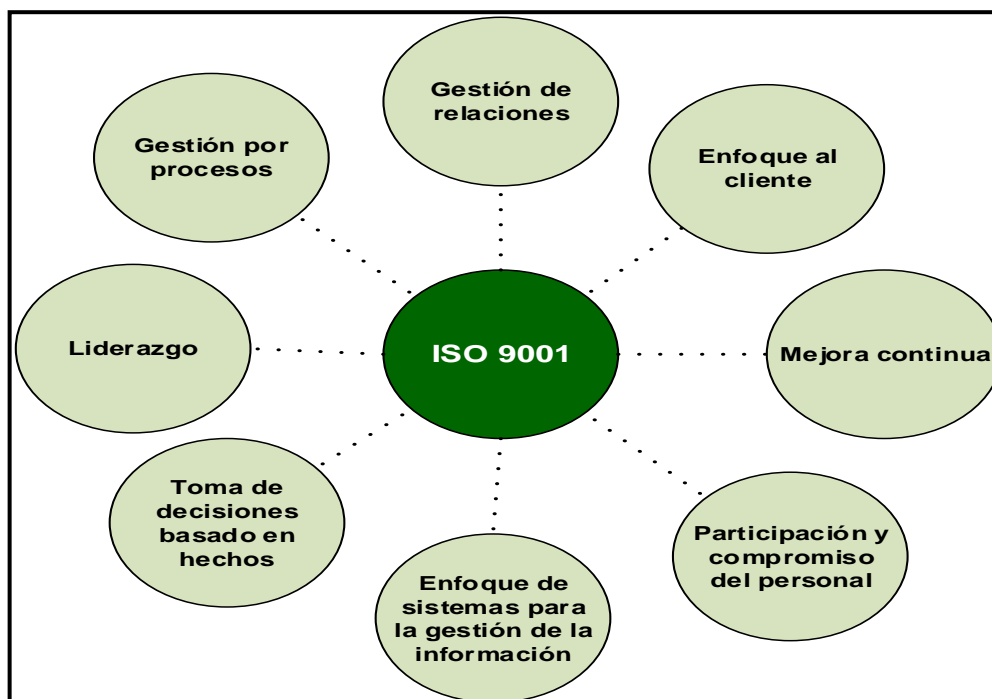 Gestión de
relaciones
Gestión por
procesos
Enfoque al
cliente
Liderazgo
ISO 9001
Mejora continua
Toma de
decisiones
basado en
hechos
Participación y
compromiso
del personal
Enfoque de
sistemas para
la gestión de la
información